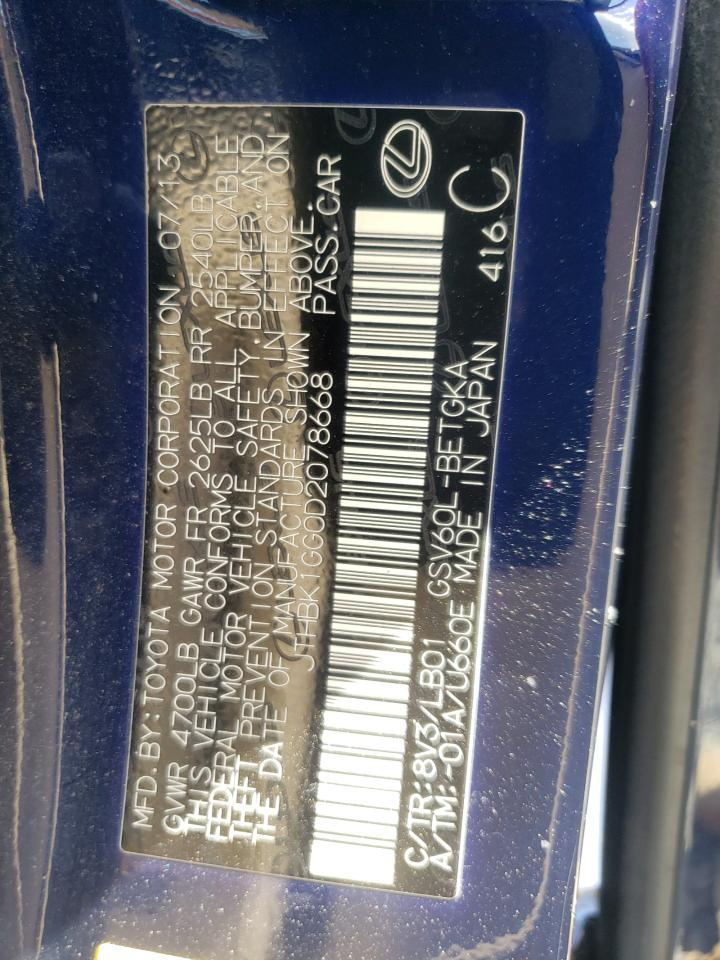 MFD. BY: TOYOTA MOTOR CORPORATION 07/13
GVWR 4700LB GAWR FR 2625LB RR 2540LB
THIS VEHICLE CONFORMS TO ALL APPLICABLE
FEDERAL MOTOR VEHICLE SAFETY, BUMPER, AND
THEFT PREVENTION STANDARDS IN EFFECT ON
THE DATE OF MANUFACTURE SHOWN ABOVE.
JTHBK1GG0D2078668 PASS.CAR
C/TR:8V3/LB01 GSV60L-BETGKA
A/TM:-01A/U660E MADE IN JAPAN 416 C